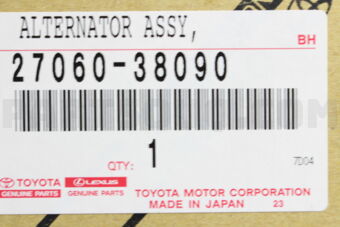 ALTERNATOR ASSY,
BH
27060-38090
QTY: 1
7D04
TOYOTA LEXUS
GENUINE PARTS GENUINE PARTS
TOYOTA MOTOR CORPORATION
MADE IN JAPAN 23